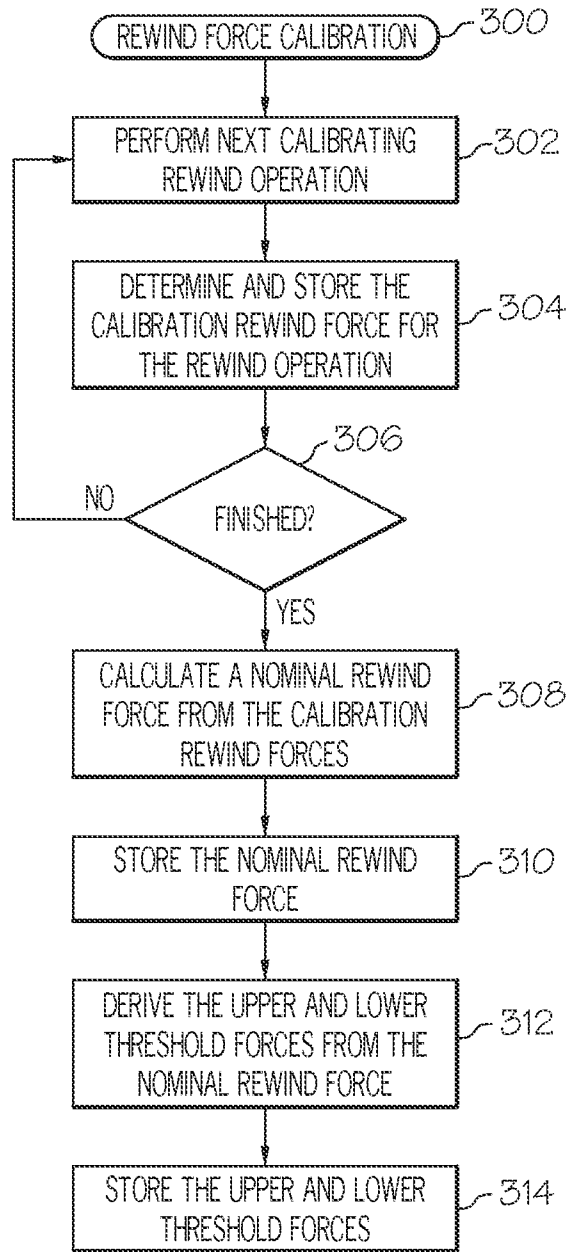 REWIND FORCE CALIBRATION
300
PERFORM NEXT CALIBRATING
REWIND OPERATION
302
DETERMINE AND STORE THE
CALIBRATION REWIND FORCE FOR
THE REWIND OPERATION
304
306
FINISHED?
NO
YES
CALCULATE A NOMINAL REWIND
FORCE FROM THE CALIBRATION
REWIND FORCES
308
STORE THE NOMINAL REWIND
FORCE
310
DERIVE THE UPPER AND LOWER
THRESHOLD FORCES FROM THE
NOMINAL REWIND FORCE
312
STORE THE UPPER AND LOWER
THRESHOLD FORCES
314